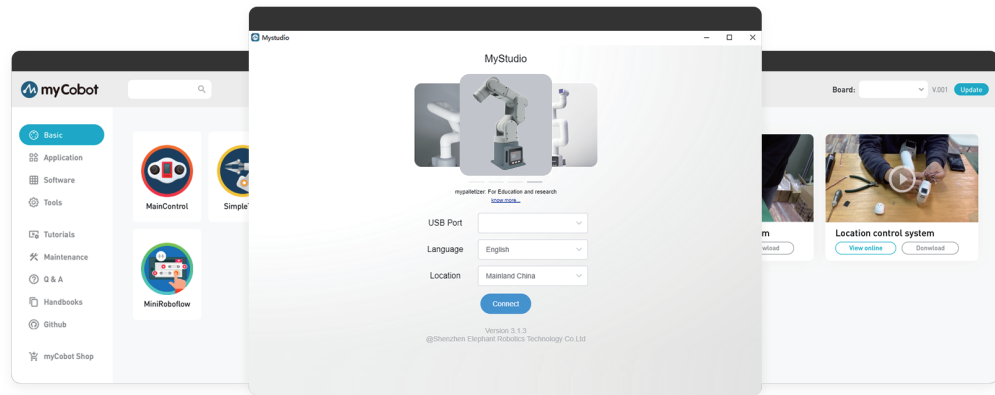 Mystudio
MyStudio
mypalletizer: For Education and research
know more...
USB Port
Language
English
Location
Mainland China
Connect
Version 3.1.3
@Shenzhen Elephant Robotics Technology Co.Ltd
myCobot
Basic
Application
Software
Tools
Tutorials
Maintenance
Q & A
Handbooks
Github
myCobot Shop
MainControl
Simple
MiniRoboflow
Board:
V.001
Update
Location control system
View online
Donwload